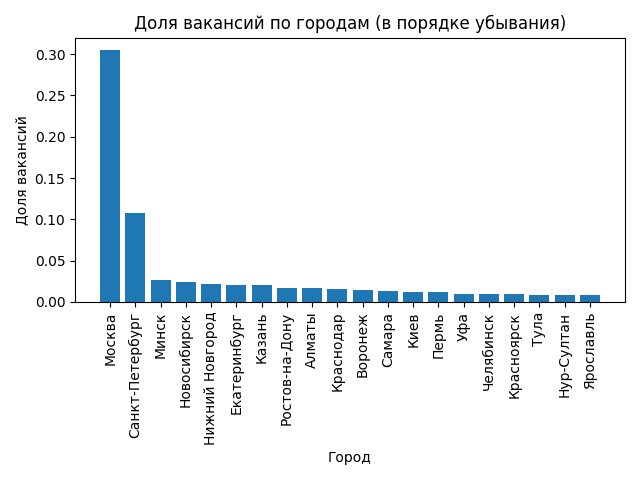 Доля вакансий по городам (в порядке убывания)
Доля вакансий
0.30
0.25
0.20
0.15
0.10
0.05
0.00
Москва
Санкт-Петербург
Минск
Новосибирск
Нижний Новгород
Екатеринбург
Казань
Ростов-на-Дону
Алматы
Краснодар
Воронеж
Самара
Киев
Пермь
Уфа
Челябинск
Красноярск
Тула
Нур-Султан
Ярославль
Город